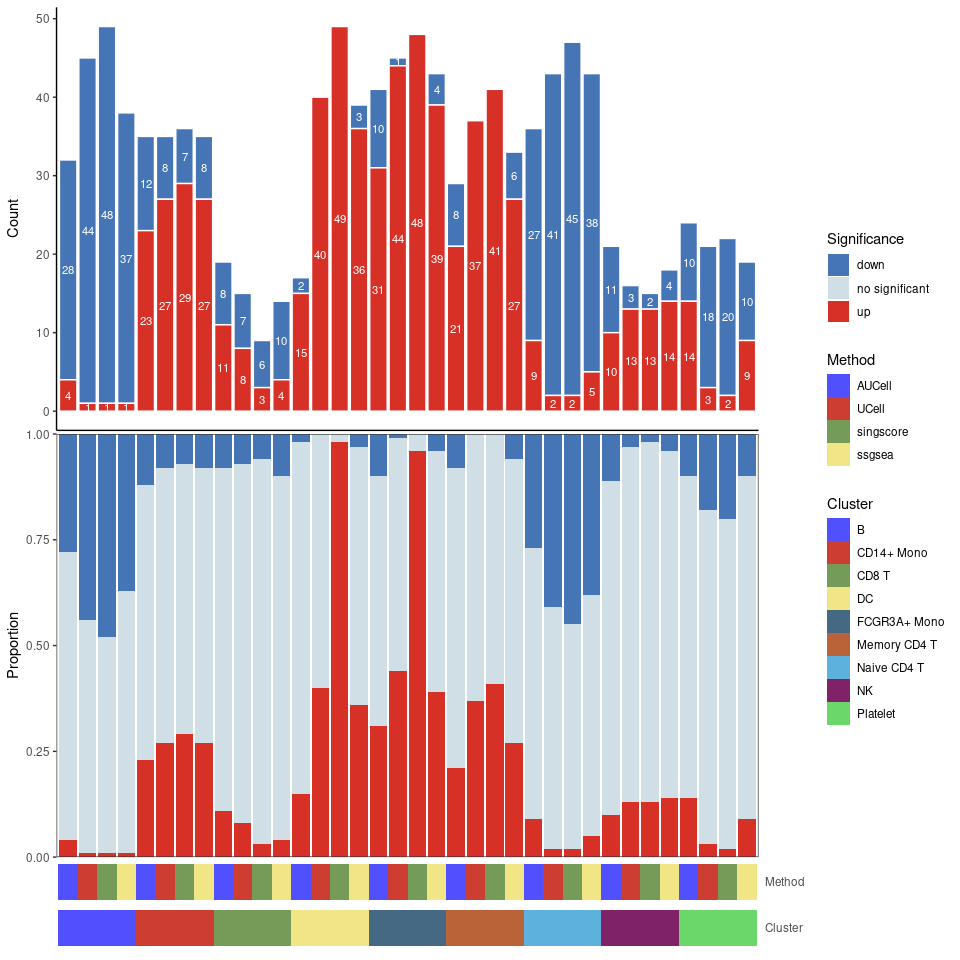 50
40
30
20
10
0
Count
28 44 48 37 12 8 7 8 8 7 6 10 2 3 10 1 4 8 6 27 41 45 38 11 3 2 4 10 18 20 10
4 1 1 1 23 27 29 27 11 8 3 4 15 40 49 36 31 44 48 39 21 37 41 27 9 2 2 5 10 13 13 14 14 3 2 9
1.00
0.75
0.50
0.25
0.00
Proportion
Method
Cluster
Significance
down
no significant
up
Method
AUCell
UCell
singscore
ssgsea
Cluster
B
CD14+ Mono
CD8 T
DC
FCGR3A+ Mono
Memory CD4 T
Naive CD4 T
NK
Platelet